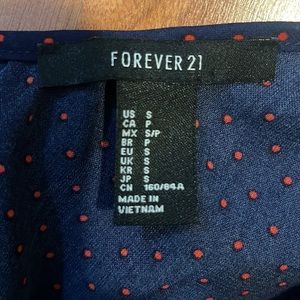 FOREVER 21
US S
CA P
MX S/P
BR P
EU S
UK S
KR S
JP S
CN 160/84A
MADE IN
VIETNAM